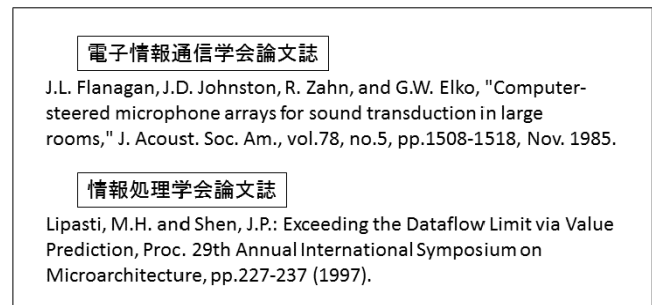 電子情報通信学会論文誌
J.L. Flanagan, J.D. Johnston, R. Zahn, and G.W. Elko, "Computer-
steered microphone arrays for sound transduction in large
rooms," J. Acoust. Soc. Am., vol.78, no.5, pp.1508-1518, Nov. 1985.
情報処理学会論文誌
Lipasti, M.H. and Shen, J.P.: Exceeding the Dataflow Limit via Value
Prediction, Proc. 29th Annual International Symposium on
Microarchitecture, pp.227-237 (1997).